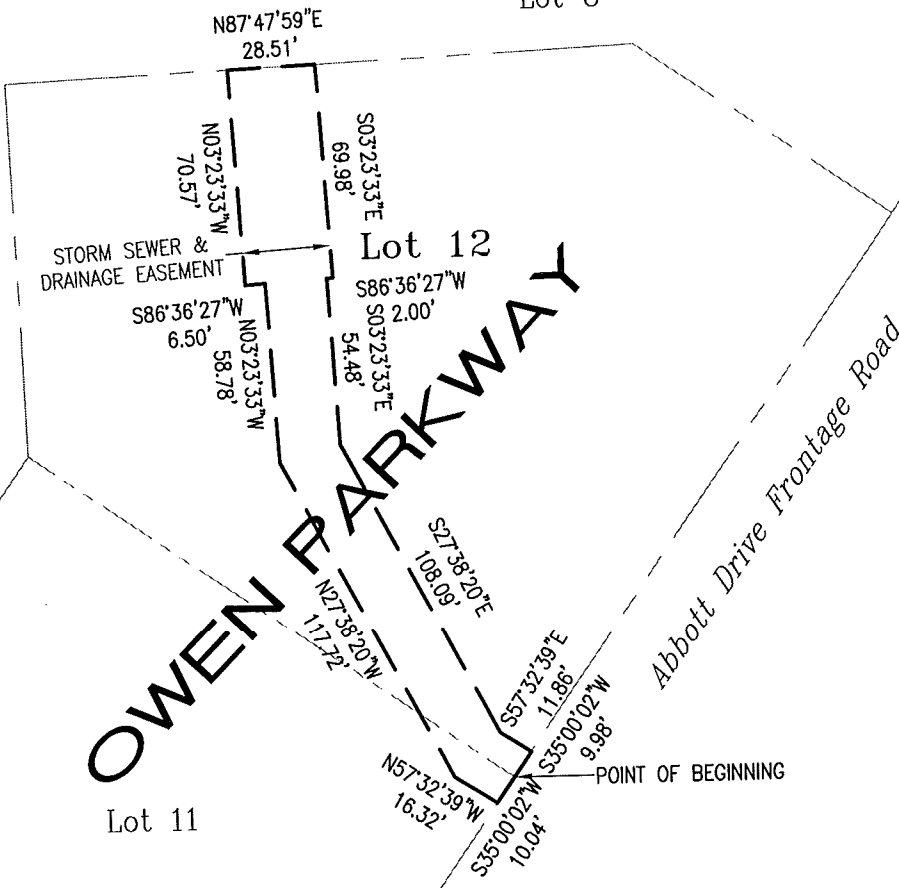 Lot 8
N87°47'59"E
28.51'
N03°23'33"W
70.57'
S03°23'33"E
69.98'
STORM SEWER &
DRAINAGE EASEMENT
Lot 12
S86°36'27"W
6.50'
S86°36'27"W
2.00'
N03°23'33"W
58.78'
S03°23'33"E
54.48'
OWEN PARKWAY
Abbott Drive Frontage Road
S27°38'20"E
108.09'
N27°38'20"W
117.72'
S57°32'39"E
11.86'
S35°00'02"W
9.98'
POINT OF BEGINNING
N57°32'39"W
16.32'
S35°00'02"W
10.04'
Lot 11